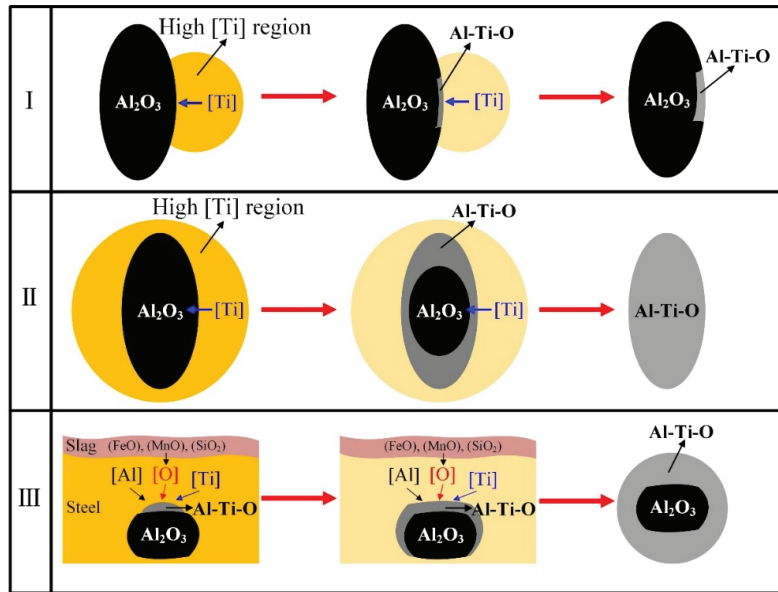 I
High [Ti] region
Al₂O₃
[Ti]
Al-Ti-O
Al₂O₃
[Ti]
Al-Ti-O
Al₂O₃
II
High [Ti] region
Al₂O₃
[Ti]
Al-Ti-O
Al₂O₃
[Ti]
Al-Ti-O
III
Slag
(FeO), (MnO), (SiO₂)
[Al]
[O]
[Ti]
Steel
Al-Ti-O
Al₂O₃
(FeO), (MnO), (SiO₂)
[Al]
[O]
[Ti]
Al-Ti-O
Al₂O₃
Al-Ti-O
Al₂O₃